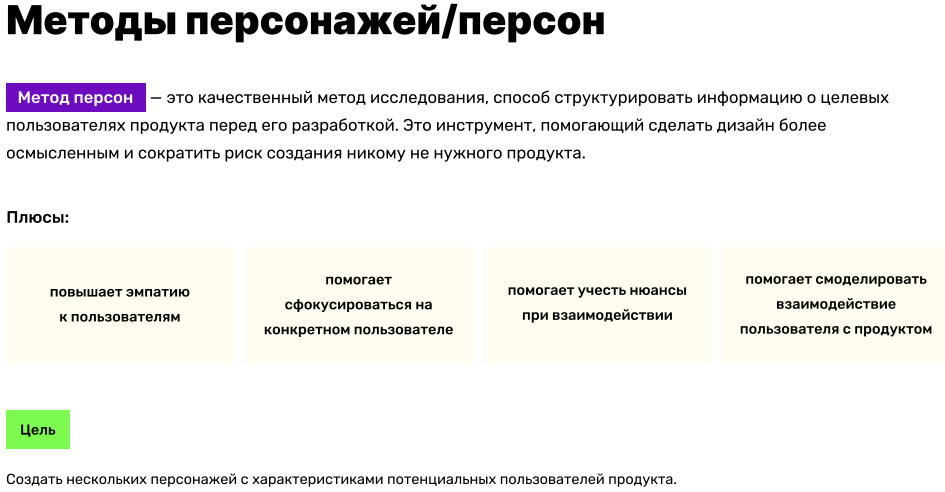 Методы персонажей/персон
Метод персон — это качественный метод исследования, способ структурировать информацию о целевых
пользователях продукта перед его разработкой. Это инструмент, помогающий сделать дизайн более
осмысленным и сократить риск создания никому не нужного продукта.
Плюсы:
повышает эмпатию
к пользователям
помогает
сфокусироваться на
конкретном пользователе
помогает учесть нюансы
при взаимодействии
помогает смоделировать
взаимодействие
пользователя с продуктом
Цель
Создать нескольких персонажей с характеристиками потенциальных пользователей продукта.